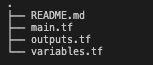 .
├── README.md
├── main.tf
├── outputs.tf
└── variables.tf